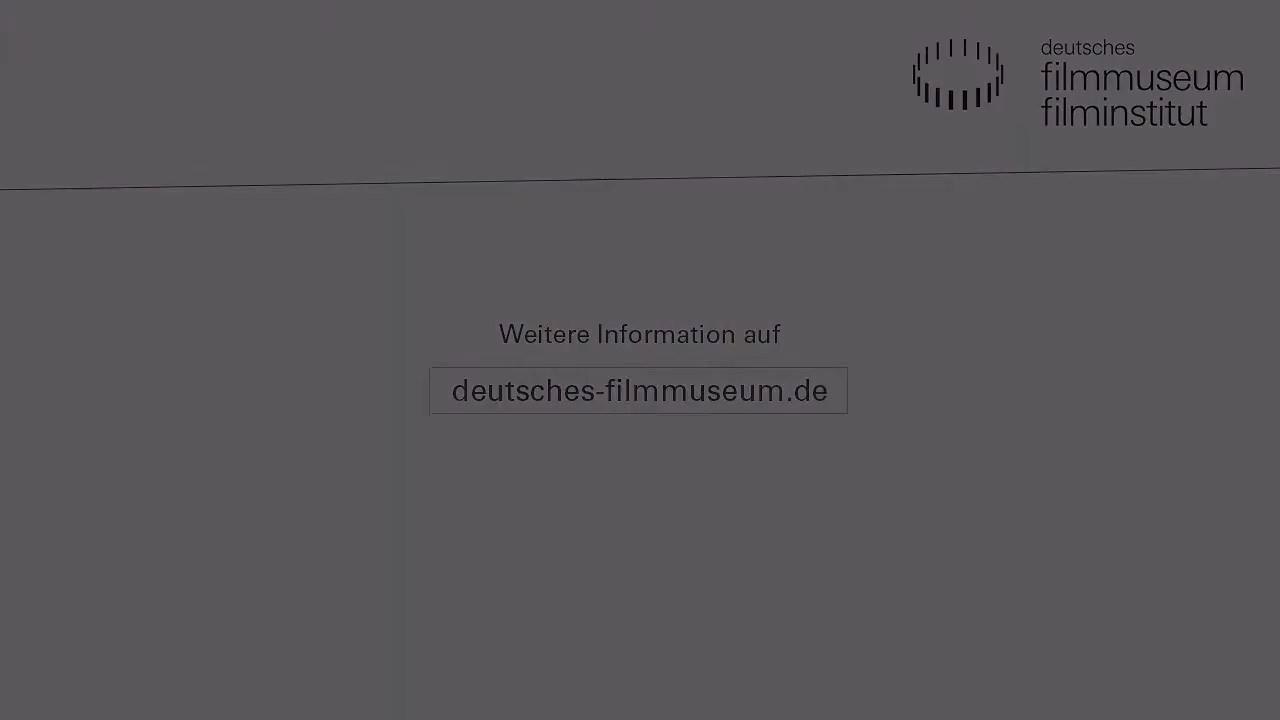 deutsches
filmmuseum
filminstitut
Weitere Information auf
deutsches-filmmuseum.de